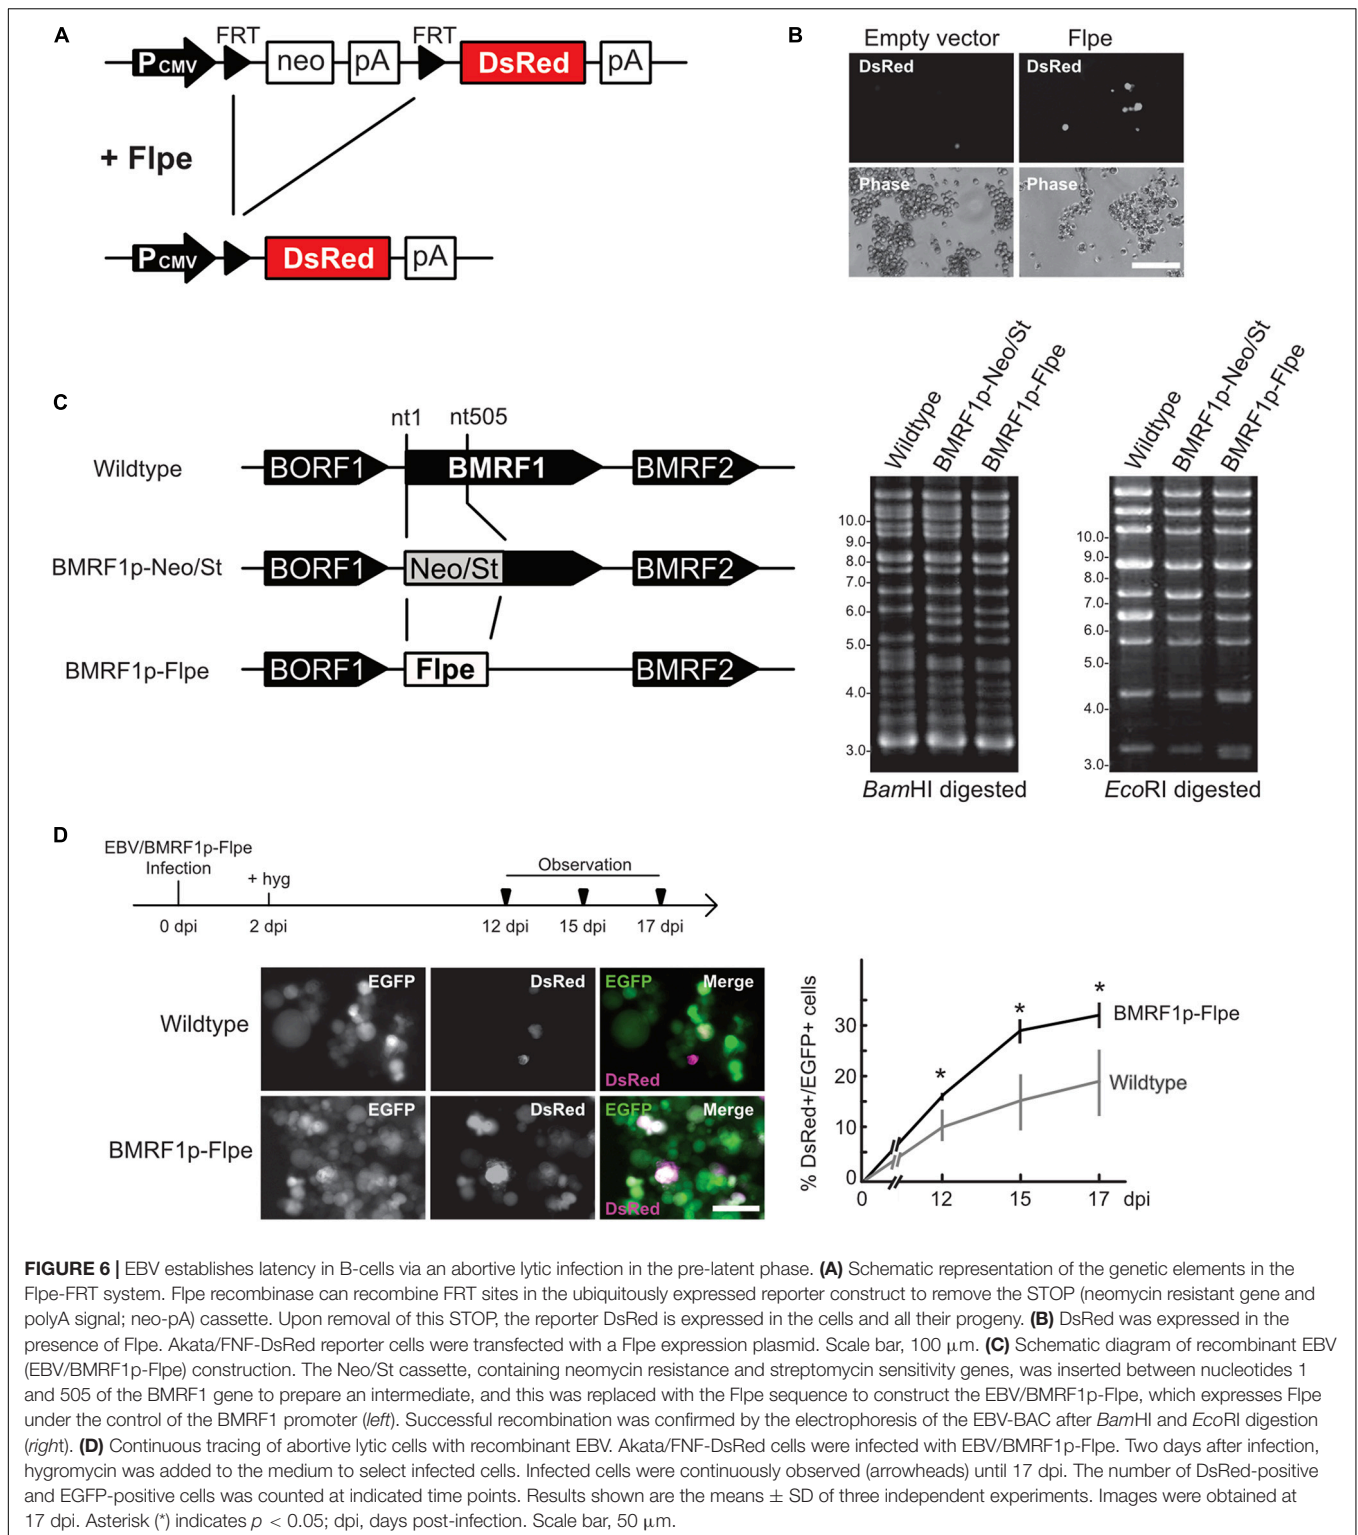 A
FRT
FRT
PCMV
neo
pA
DsRed
pA
+ Flpe
PCMV
DsRed
pA
B
Empty vector
Flpe
DsRed
DsRed
Phase
Phase
C
nt1
nt505
Wildtype
BORF1
BMRF1
BMRF2
BMRF1p-Neo/St
BORF1
Neo/St
BMRF2
BMRF1p-Flpe
BORF1
Flpe
BMRF2
Wildtype
BMRF1p-Neo/St
BMRF1p-Flpe
10.0-
9.0-
8.0-
7.0-
6.0-
5.0-
4.0-
3.0-
BamHI digested
Wildtype
BMRF1p-Neo/St
BMRF1p-Flpe
10.0-
9.0-
8.0-
7.0-
6.0-
5.0-
4.0-
3.0-
EcoRI digested
D
EBV/BMRF1p-Flpe
Infection
+ hyg
Observation
0 dpi
2 dpi
12 dpi
15 dpi
17 dpi
Wildtype
EGFP
DsRed
EGFP
Merge
DsRed
BMRF1p-Flpe
EGFP
DsRed
EGFP
Merge
DsRed
% DsRed+/EGFP+ cells
30
20
10
0
0
12
15
17
dpi
*
*
*
BMRF1p-Flpe
Wildtype
FIGURE 6 | EBV establishes latency in B-cells via an abortive lytic infection in the pre-latent phase. (A) Schematic representation of the genetic elements in the
Flpe-FRT system. Flpe recombinase can recombine FRT sites in the ubiquitously expressed reporter construct to remove the STOP (neomycin resistant gene and
polyA signal; neo-pA) cassette. Upon removal of this STOP, the reporter DsRed is expressed in the cells and all their progeny. (B) DsRed was expressed in the
presence of Flpe. Akata/FNF-DsRed reporter cells were transfected with a Flpe expression plasmid. Scale bar, 100 μm. (C) Schematic diagram of recombinant EBV
(EBV/BMRF1p-Flpe) construction. The Neo/St cassette, containing neomycin resistance and streptomycin sensitivity genes, was inserted between nucleotides 1
and 505 of the BMRF1 gene to prepare an intermediate, and this was replaced with the Flpe sequence to construct the EBV/BMRF1p-Flpe, which expresses Flpe
under the control of the BMRF1 promoter (left). Successful recombination was confirmed by the electrophoresis of the EBV-BAC after BamHI and EcoRI digestion
(right). (D) Continuous tracing of abortive lytic cells with recombinant EBV. Akata/FNF-DsRed cells were infected with EBV/BMRF1p-Flpe. Two days after infection,
hygromycin was added to the medium to select infected cells. Infected cells were continuously observed (arrowheads) until 17 dpi. The number of DsRed-positive
and EGFP-positive cells was counted at indicated time points. Results shown are the means ± SD of three independent experiments. Images were obtained at
17 dpi. Asterisk (*) indicates p < 0.05; dpi, days post-infection. Scale bar, 50 μm.